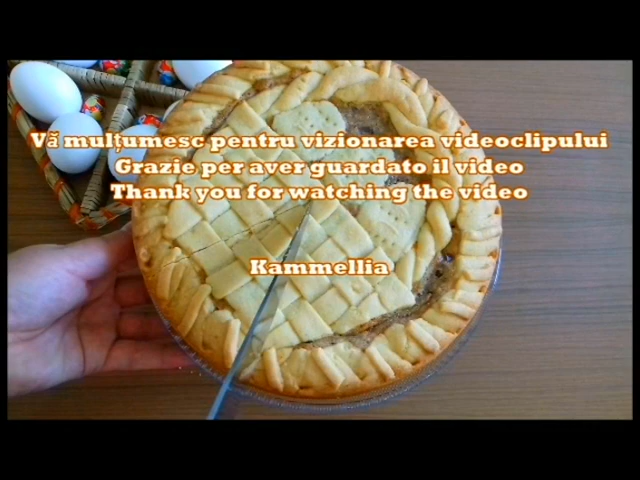 Vă mulțumesc pentru vizionarea videoclipului
Grazie per aver guardato il video
Thank you for watching the video
Kammellia